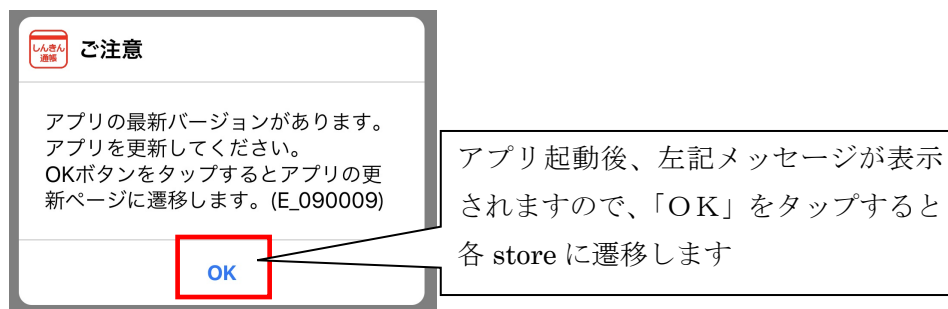 しんきん
通帳
ご注意
アプリの最新バージョンがあります。
アプリを更新してください。
OKボタンをタップするとアプリの更
新ページに遷移します。(E_090009)
OK
アプリ起動後、左記メッセージが表示
されますので、「ＯＫ」をタップすると
各 store に遷移します